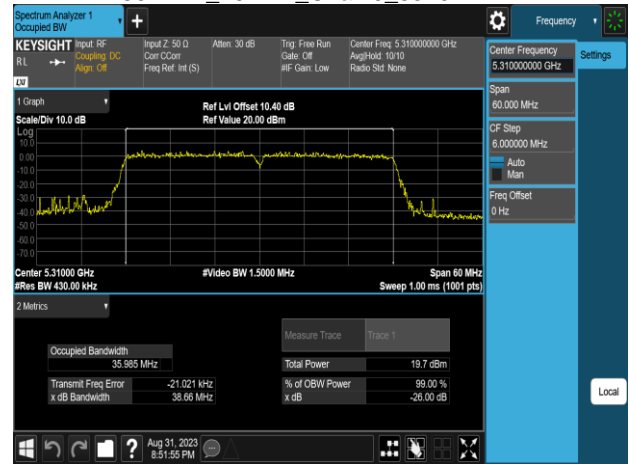 Spectrum Analyzer 1
Occupied BW
Frequency
KEYSIGHT Input: RF Input Z: 50 Ω Atten: 30 dB Trig: Free Run Center Freq: 5.310000000 GHz
RL Coupling: DC Corr CCorr Gate: Off Avg|Hold: 10/10
Align: Off Freq Ref: Int (S) #IF Gain: Low Radio Std: None
LXI
Center Frequency
5.310000000 GHz
Settings
Span
60.000 MHz
CF Step
6.000000 MHz
Auto
Man
Freq Offset
0 Hz
1 Graph
Ref Lvl Offset 10.40 dB
Scale/Div 10.0 dB Ref Value 20.00 dBm
Log
10.0
0.00
-10.0
-20.0
-30.0
-40.0
-50.0
-60.0
-70.0
Center 5.31000 GHz #Video BW 1.5000 MHz Span 60 MHz
#Res BW 430.00 kHz Sweep 1.00 ms (1001 pts)
2 Metrics
Measure Trace Trace 1
Occupied Bandwidth
35.985 MHz
Total Power 19.7 dBm
Transmit Freq Error -21.021 kHz % of OBW Power 99.00 %
x dB Bandwidth 38.66 MHz x dB -26.00 dB
Local
Aug 31, 2023
8:51:55 PM